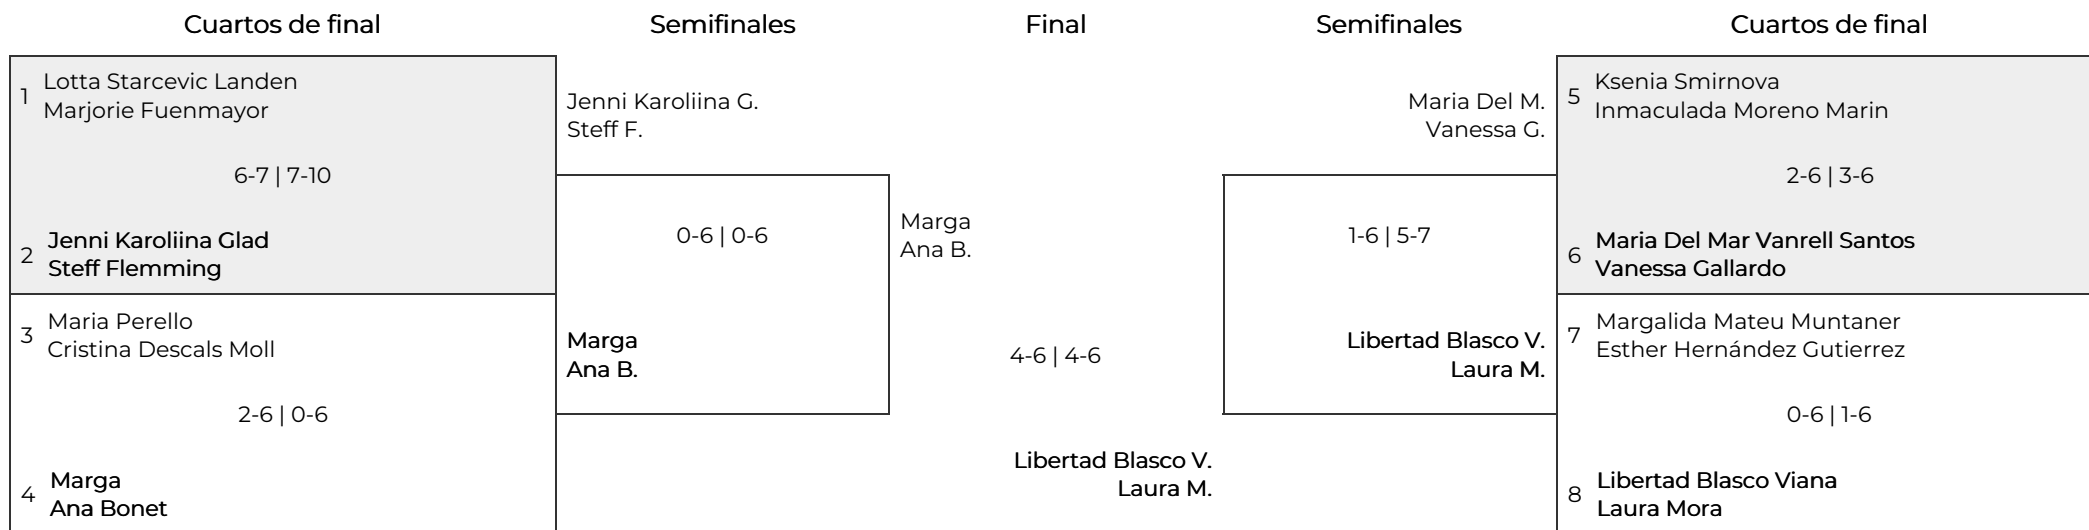 Cuartos de final
Semifinales
Final
Semifinales
Cuartos de final
1
Lotta Starcevic Landen
Marjorie Fuenmayor
6-7 | 7-10
2
Jenni Karoliina Glad
Steff Flemming
3
Maria Perello
Cristina Descals Moll
2-6 | 0-6
4
Marga
Ana Bonet
Jenni Karoliina G.
Steff F.
0-6 | 0-6
Marga
Ana B.
Marga
Ana B.
4-6 | 4-6
Libertad Blasco V.
Laura M.
Maria Del M.
Vanessa G.
1-6 | 5-7
Libertad Blasco V.
Laura M.
5
Ksenia Smirnova
Inmaculada Moreno Marin
2-6 | 3-6
6
Maria Del Mar Vanrell Santos
Vanessa Gallardo
7
Margalida Mateu Muntaner
Esther Hernández Gutierrez
0-6 | 1-6
8
Libertad Blasco Viana
Laura Mora